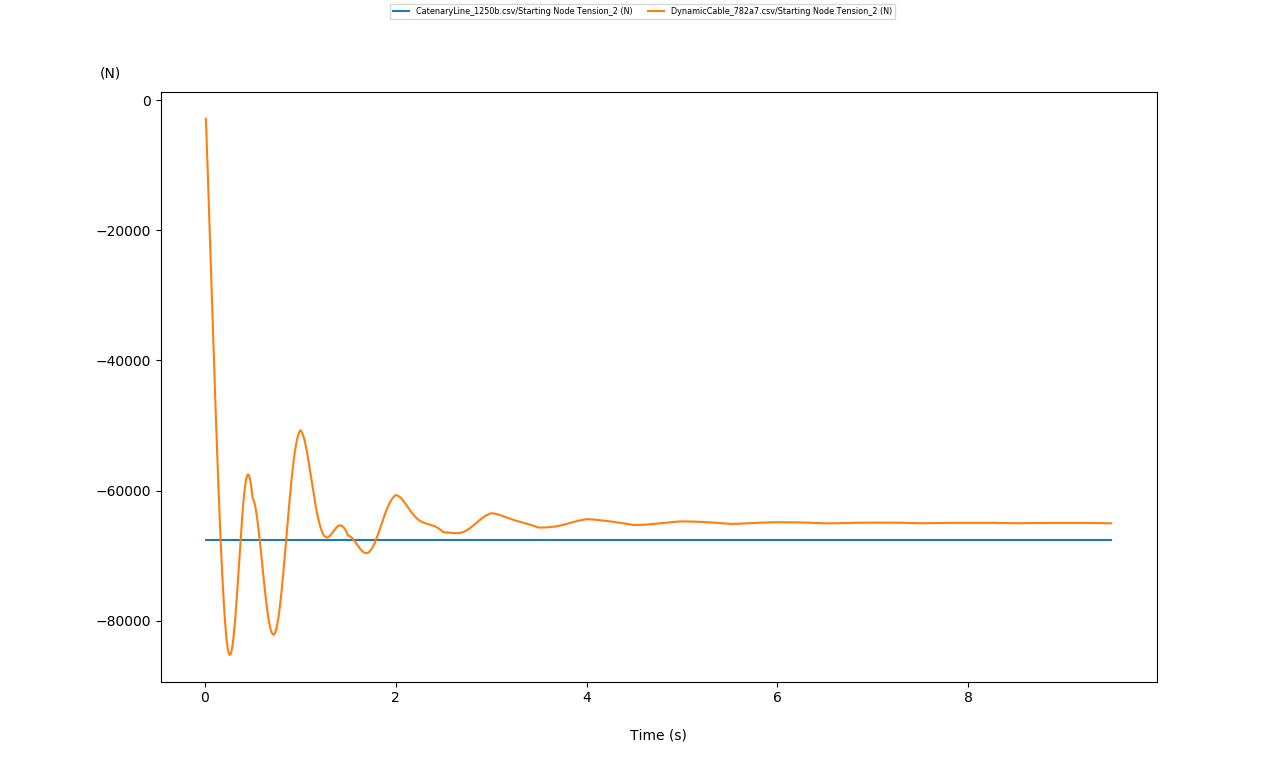 CatenaryLine_1250b.csv/Starting Node Tension_2 (N) DynamicCable_782a7.csv/Starting Node Tension_2 (N)
(N)
0
−20000
−40000
−60000
−80000
0 2 4 6 8
Time (s)